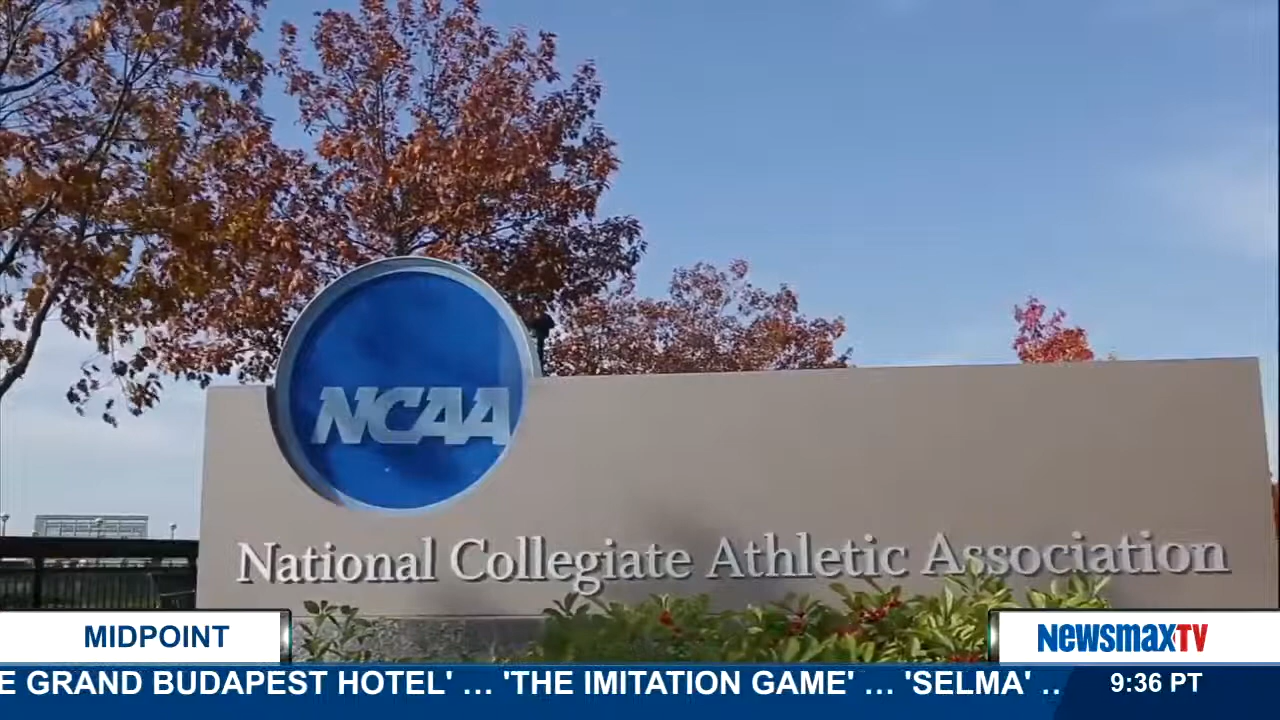 NCAA
National Collegiate Athletic Association
MIDPOINT
NEWSMAXTV
E GRAND BUDAPEST HOTEL' ... 'THE IMITATION GAME' ... 'SELMA' ..
9:36 PT